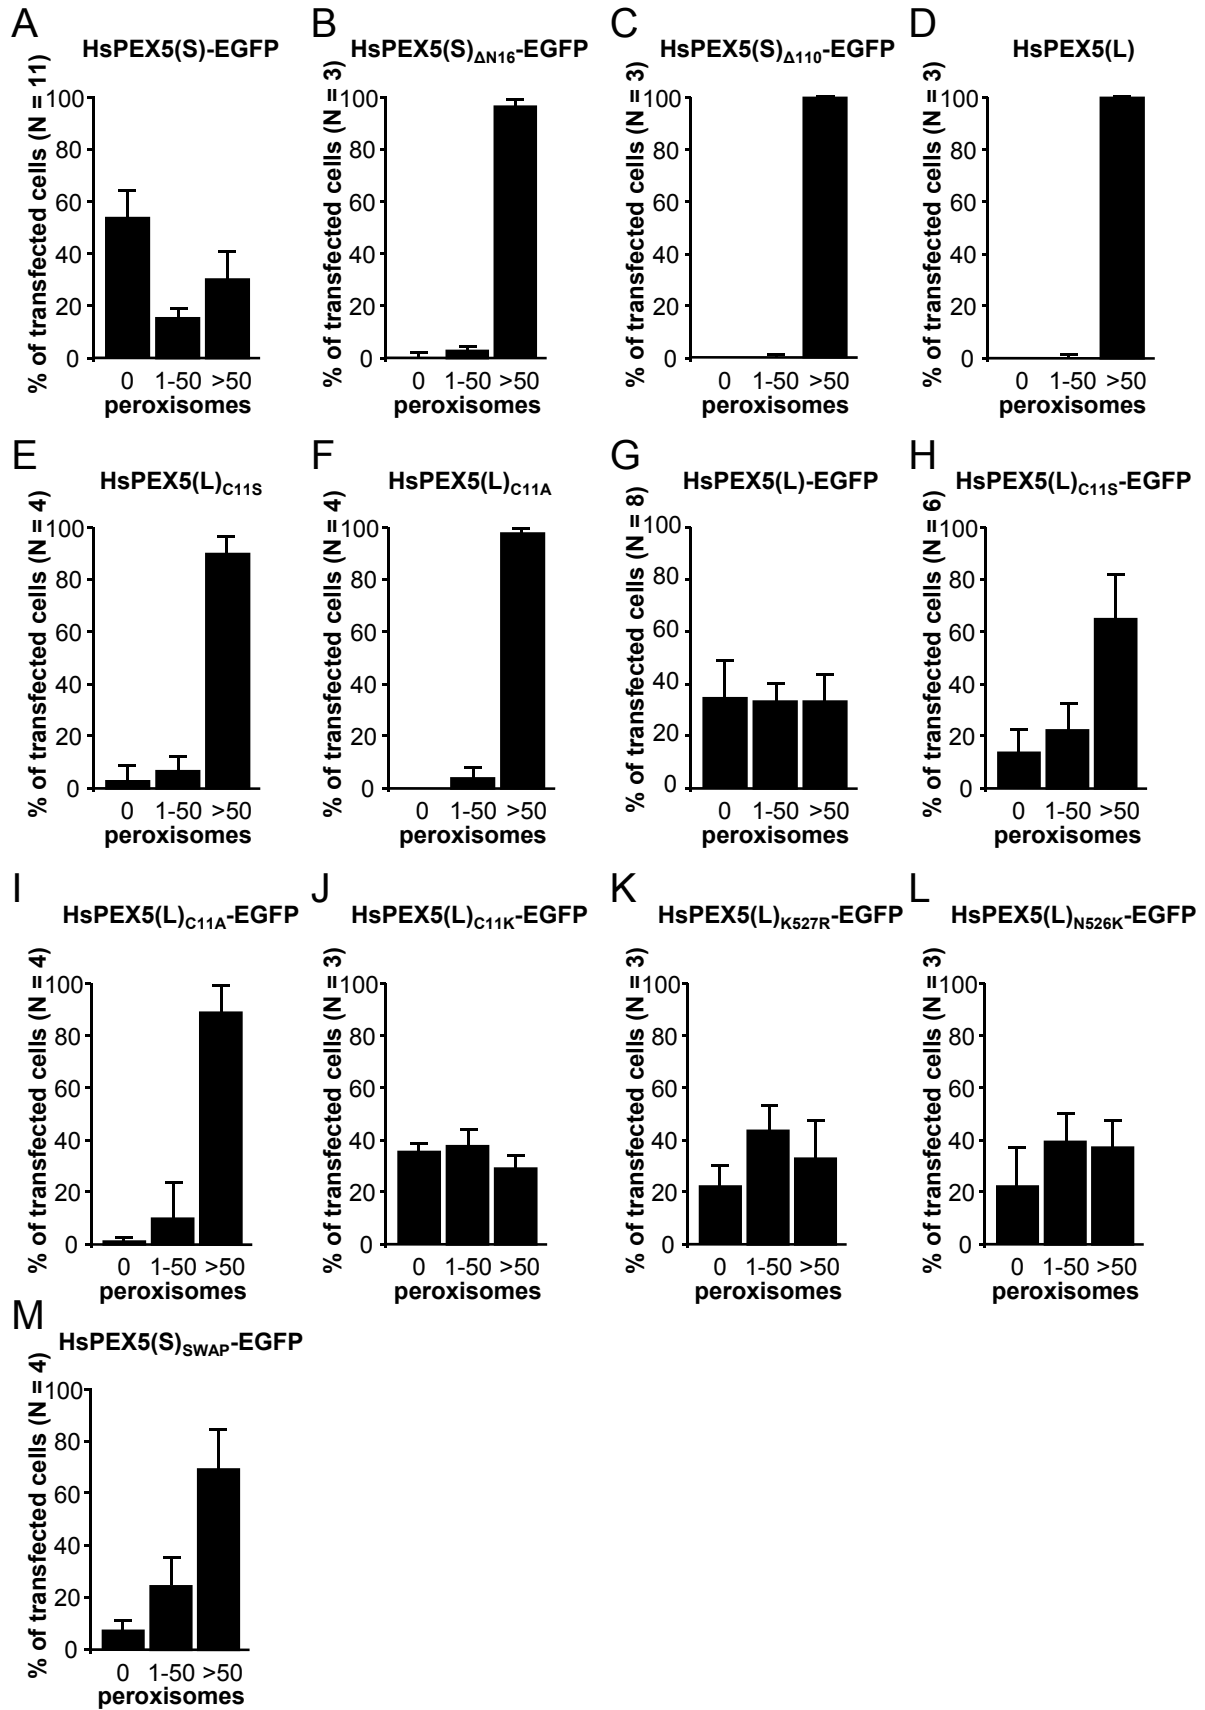 A
HsPEX5(S)-EGFP
% of transfected cells (N = 11)
100
80
60
40
20
0
0 1-50 >50
peroxisomes
B
HsPEX5(S)ΔN16-EGFP
% of transfected cells (N = 3)
100
80
60
40
20
0
0 1-50 >50
peroxisomes
C
HsPEX5(S)Δ110-EGFP
% of transfected cells (N = 3)
100
80
60
40
20
0
0 1-50 >50
peroxisomes
D
HsPEX5(L)
% of transfected cells (N = 3)
100
80
60
40
20
0
0 1-50 >50
peroxisomes
E
HsPEX5(L)C11S
% of transfected cells (N = 4)
100
80
60
40
20
0
0 1-50 >50
peroxisomes
F
HsPEX5(L)C11A
% of transfected cells (N = 4)
100
80
60
40
20
0
0 1-50 >50
peroxisomes
G
HsPEX5(L)-EGFP
% of transfected cells (N = 8)
100
80
60
40
20
0
0 1-50 >50
peroxisomes
H
HsPEX5(L)C11S-EGFP
% of transfected cells (N = 6)
100
80
60
40
20
0
0 1-50 >50
peroxisomes
I
HsPEX5(L)C11A-EGFP
% of transfected cells (N = 4)
100
80
60
40
20
0
0 1-50 >50
peroxisomes
J
HsPEX5(L)C11K-EGFP
% of transfected cells (N = 3)
100
80
60
40
20
0
0 1-50 >50
peroxisomes
K
HsPEX5(L)K527R-EGFP
% of transfected cells (N = 3)
100
80
60
40
20
0
0 1-50 >50
peroxisomes
L
HsPEX5(L)N526K-EGFP
% of transfected cells (N = 3)
100
80
60
40
20
0
0 1-50 >50
peroxisomes
M
HsPEX5(S)SWAP-EGFP
% of transfected cells (N = 4)
100
80
60
40
20
0
0 1-50 >50
peroxisomes